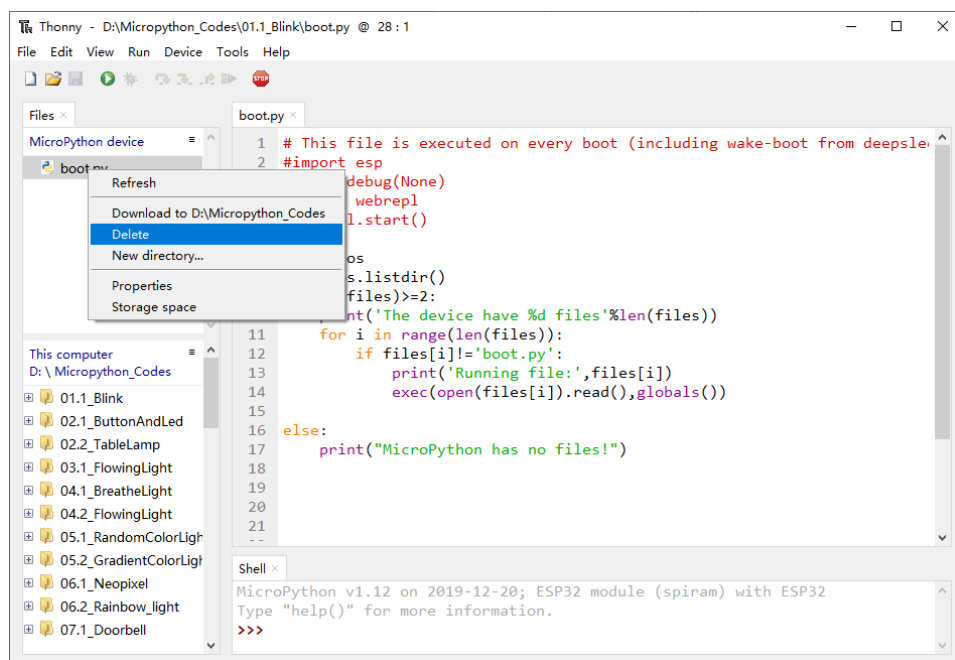 Thonny - D:\Micropython_Codes\01.1_Blink\boot.py @ 28 : 1
File Edit View Run Device Tools Help
STOP
Files ×
MicroPython device
boot.py
Refresh
Download to D:\Micropython_Codes
Delete
New directory...
Properties
Storage space
This computer
D: \ Micropython_Codes
01.1_Blink
02.1_ButtonAndLed
02.2_TableLamp
03.1_FlowingLight
04.1_BreatheLight
04.2_FlowingLight
05.1_RandomColorLigh
05.2_GradientColorLigh
06.1_Neopixel
06.2_Rainbow_light
07.1_Doorbell
boot.py ×
1 # This file is executed on every boot (including wake-boot from deepslee
2 #import esp
debug(None)
webrepl
l.start()
os
s.listdir()
files)>=2:
nt('The device have %d files'%len(files))
11 for i in range(len(files)):
12 if files[i]!='boot.py':
13 print('Running file:',files[i])
14 exec(open(files[i]).read(),globals())
15
16 else:
17 print("MicroPython has no files!")
18
19
20
21
Shell ×
MicroPython v1.12 on 2019-12-20; ESP32 module (spiram) with ESP32
Type "help()" for more information.
>>>